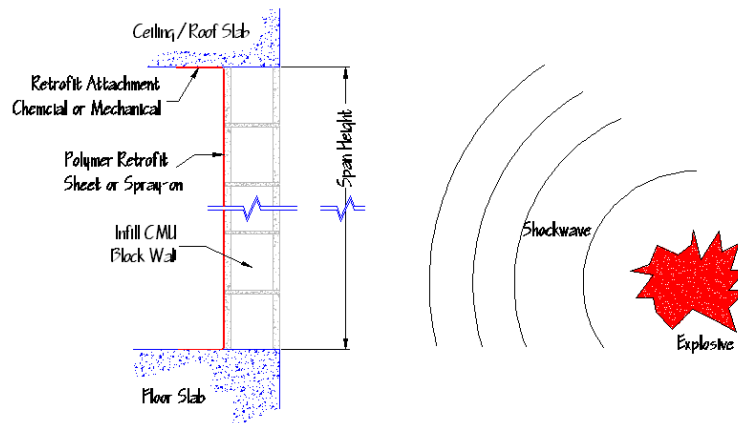 Ceiling/Roof Slab
Retrofit Attachment
Chemcial or Mechanical
Polymer Retrofit
Sheet or Spray-on
Span Height
Infill CMU
Block Wall
Shockwave
Explosive
Floor Slab